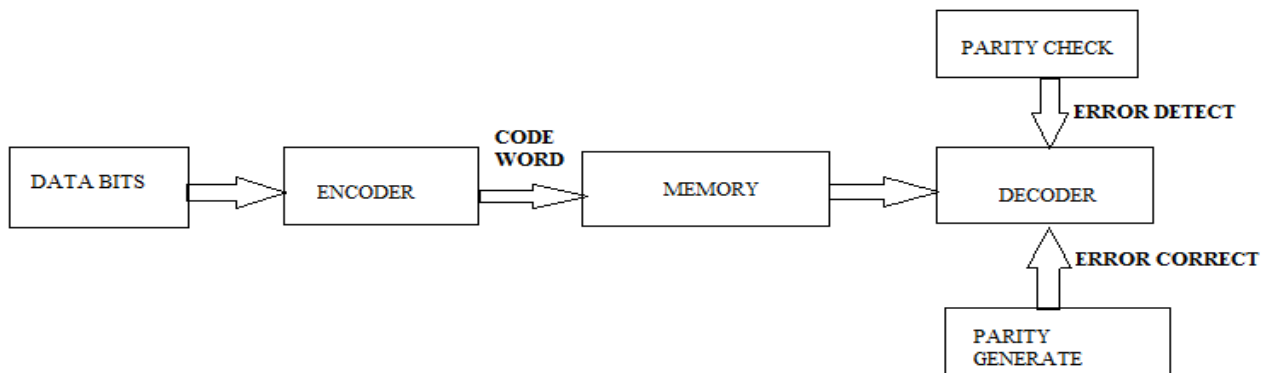 PARITY CHECK
ERROR DETECT
CODE
WORD
DATA BITS
ENCODER
MEMORY
DECODER
ERROR CORRECT
PARITY
GENERATE